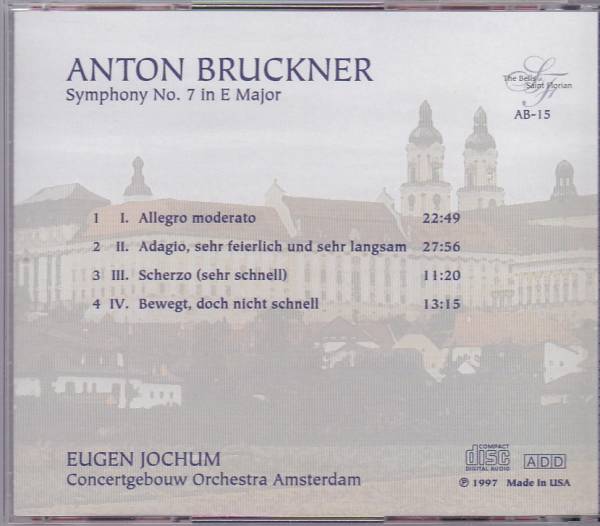 ANTON BRUCKNER
Symphony No. 7 in E Major
The Bells of Saint Florian
SF
AB-15
1 I. Allegro moderato 22:49
2 II. Adagio, sehr feierlich und sehr langsam 27:56
3 III. Scherzo (sehr schnell) 11:20
4 IV. Bewegt, doch nicht schnell 13:15
EUGEN JOCHUM
Concertgebouw Orchestra Amsterdam
COMPACT
disc
DIGITAL AUDIO
ADD
℗ 1997 Made in USA